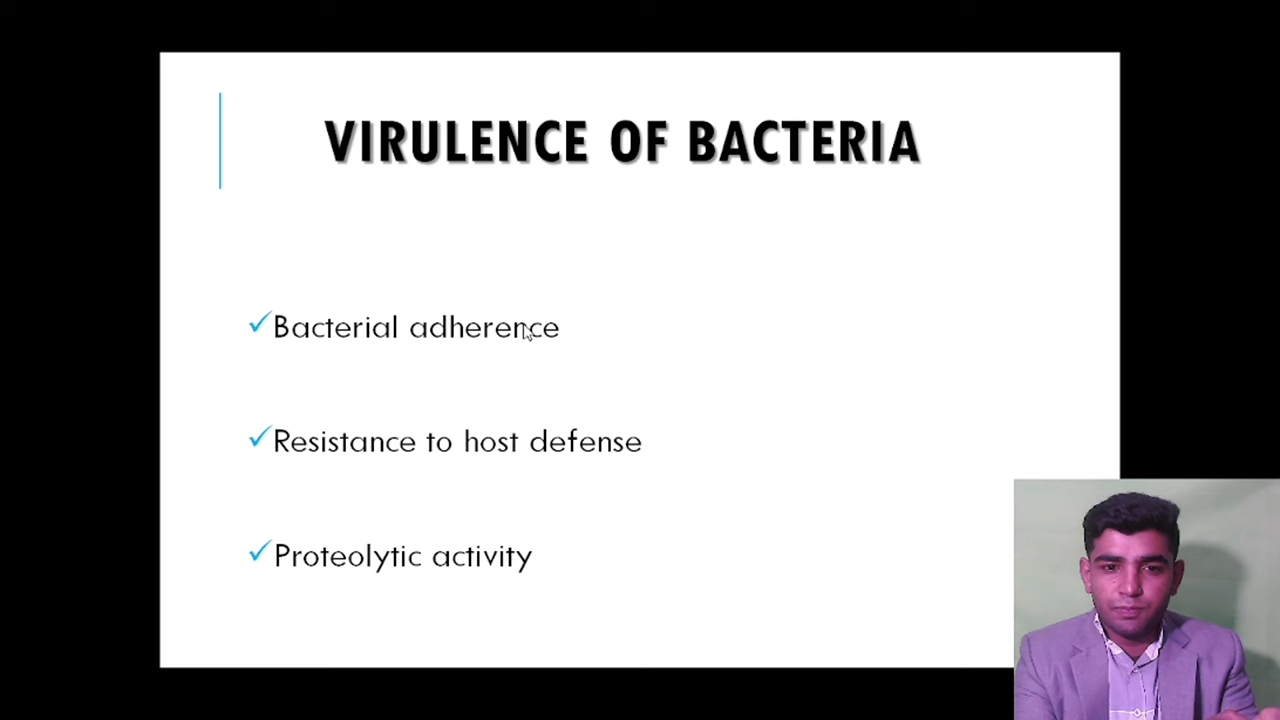 VIRULENCE OF BACTERIA
Bacterial adherence
Resistance to host defense
Proteolytic activity